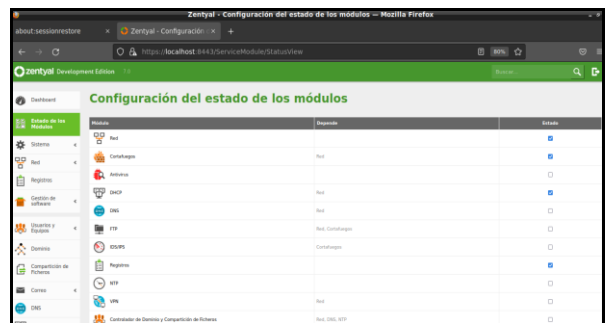 Zentyal - Configuración del estado de los módulos — Mozilla Firefox
about:sessionrestore
Zentyal - Configuración
https://localhost:8443/ServiceModule/StatusView
80%
zentyal Development Edition
Buscar...
Dashboard
Estado de los
Módulos
Sistema
Red
Registros
Gestión de
software
Usuarios y
Equipos
Dominio
Compartición de
Ficheros
Correo
DNS
Configuración del estado de los módulos
Módulo Depende Estado
Red
Cortafuegos Red
Antivirus
DHCP Red
DNS Red
FTP Red, Cortafuegos
IDS/IPS Cortafuegos
Registros
NTP
VPN Red
Controlador de Dominio y Compartición de Ficheros Red, DNS, NTP